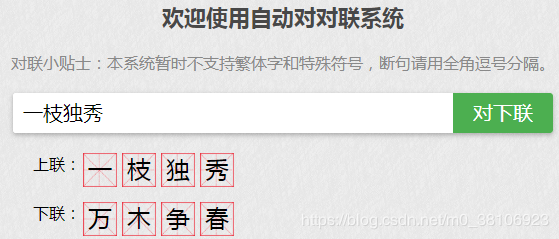 欢迎使用自动对对联系统
对联小贴士：本系统暂时不支持繁体字和特殊符号，断句请用全角逗号分隔。
一枝独秀 对下联
上联： 一 枝 独 秀
下联： 万 木 争 春
https://blog.csdn.net/m0_38106923